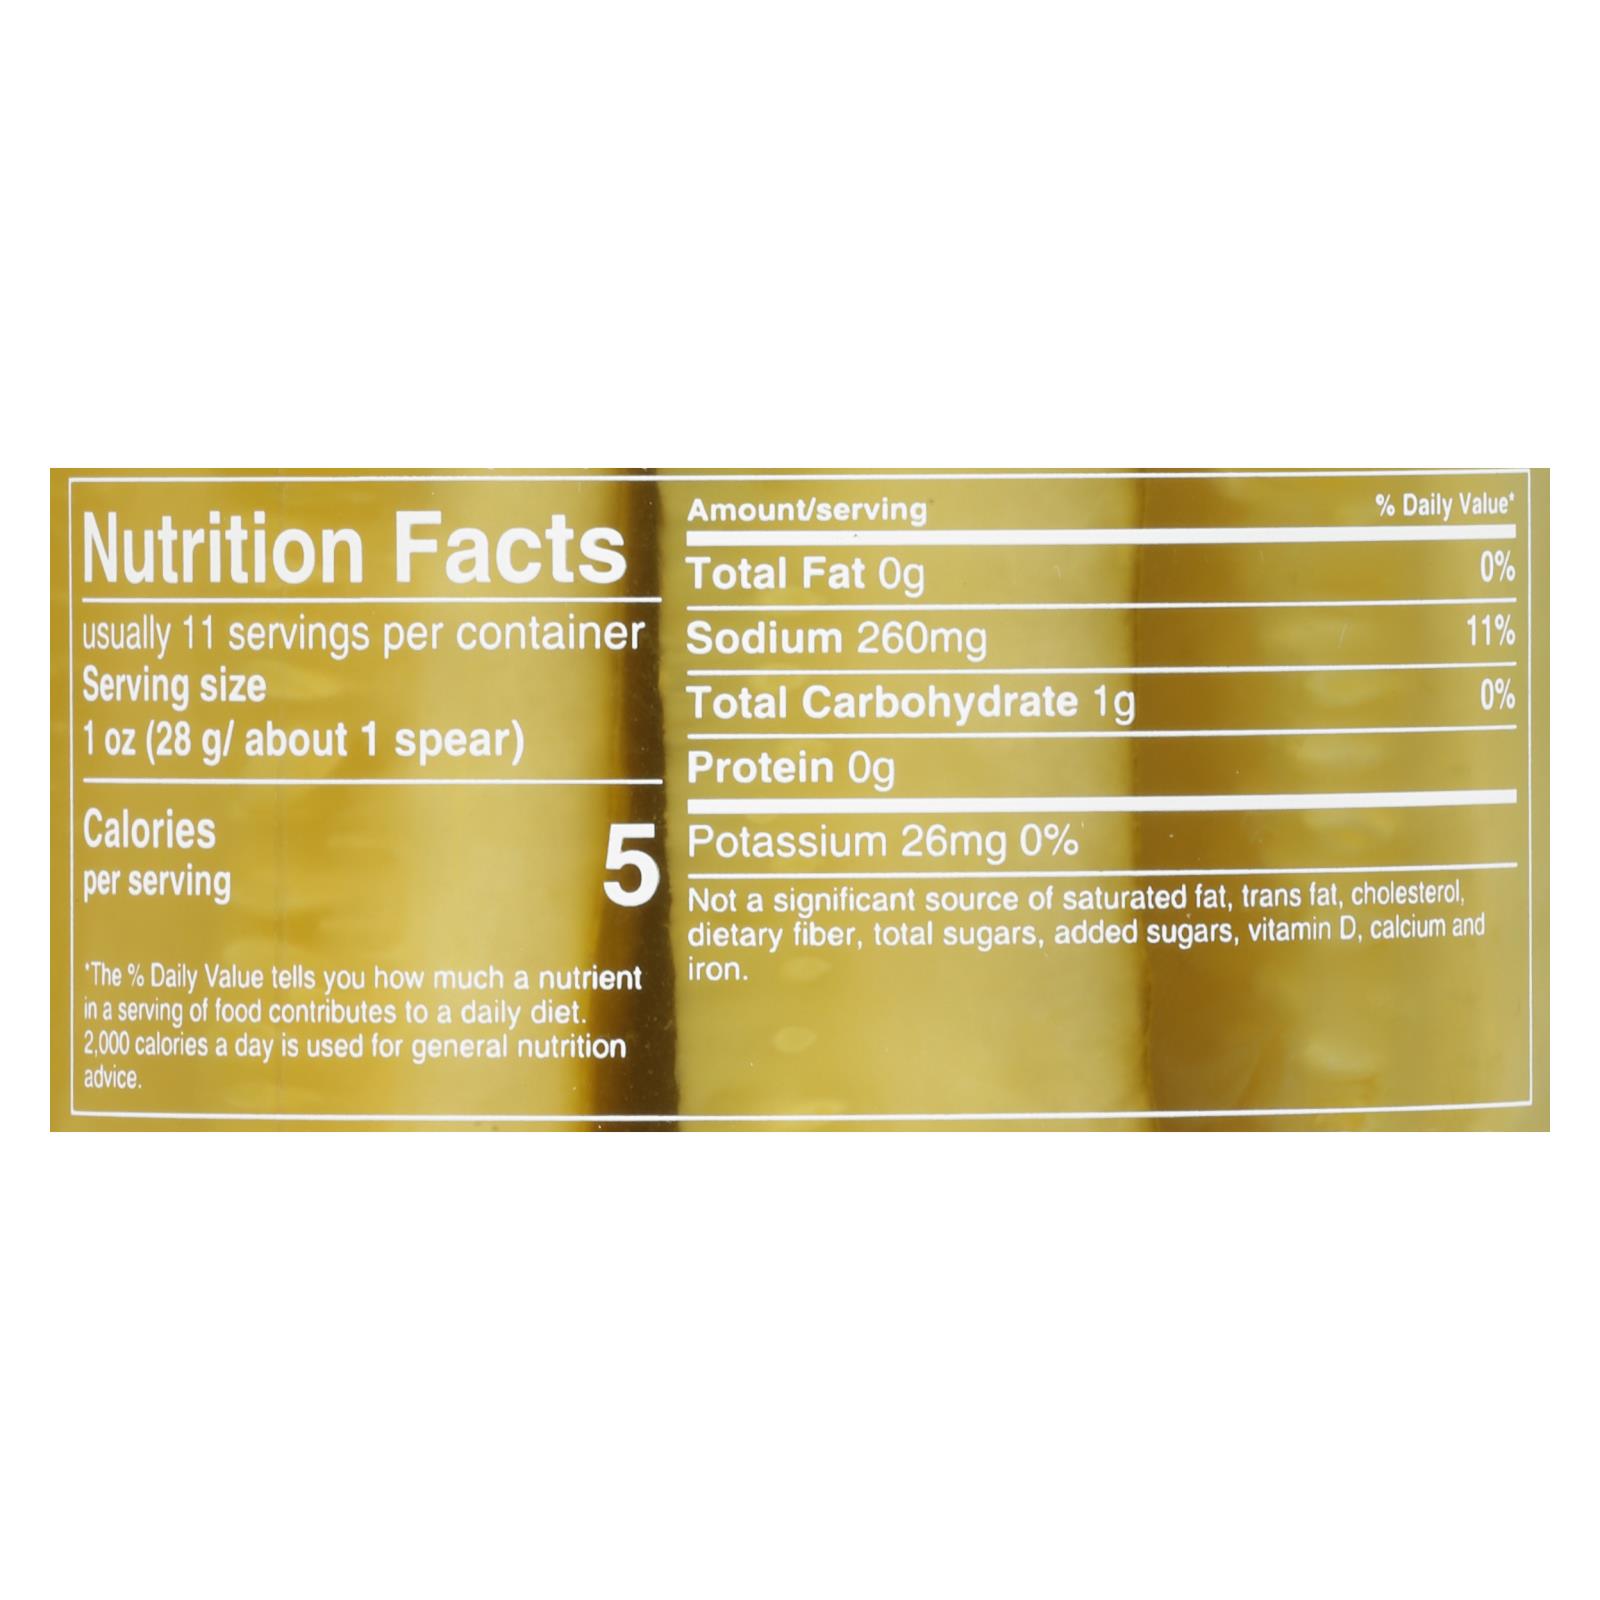 Nutrition Facts
usually 11 servings per container
Serving size
1 oz (28 g/ about 1 spear)
Calories
per serving
5
*The % Daily Value tells you how much a nutrient
in a serving of food contributes to a daily diet.
2,000 calories a day is used for general nutrition
advice.
Amount/serving % Daily Value*
Total Fat 0g 0%
Sodium 260mg 11%
Total Carbohydrate 1g 0%
Protein 0g
Potassium 26mg 0%
Not a significant source of saturated fat, trans fat, cholesterol,
dietary fiber, total sugars, added sugars, vitamin D, calcium and
iron.